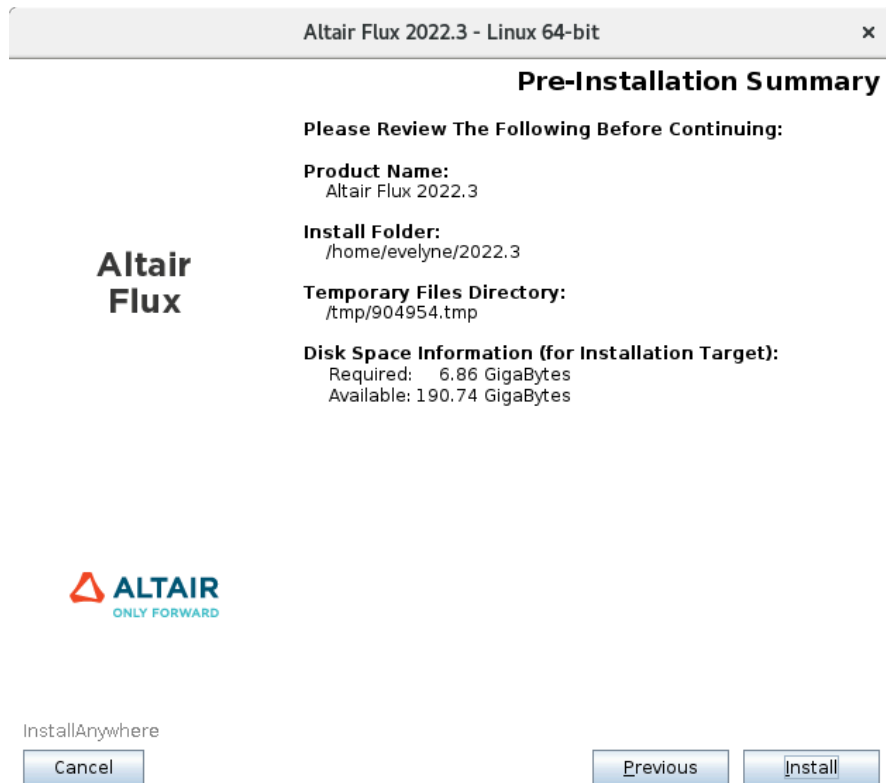 Altair Flux 2022.3 - Linux 64-bit
×
Pre-Installation Summary
Please Review The Following Before Continuing:
Product Name:
Altair Flux 2022.3
Install Folder:
/home/evelyne/2022.3
Temporary Files Directory:
/tmp/904954.tmp
Disk Space Information (for Installation Target):
Required: 6.86 GigaBytes
Available: 190.74 GigaBytes
Altair
Flux
ALTAIR
ONLY FORWARD
InstallAnywhere
Cancel
Previous
Install